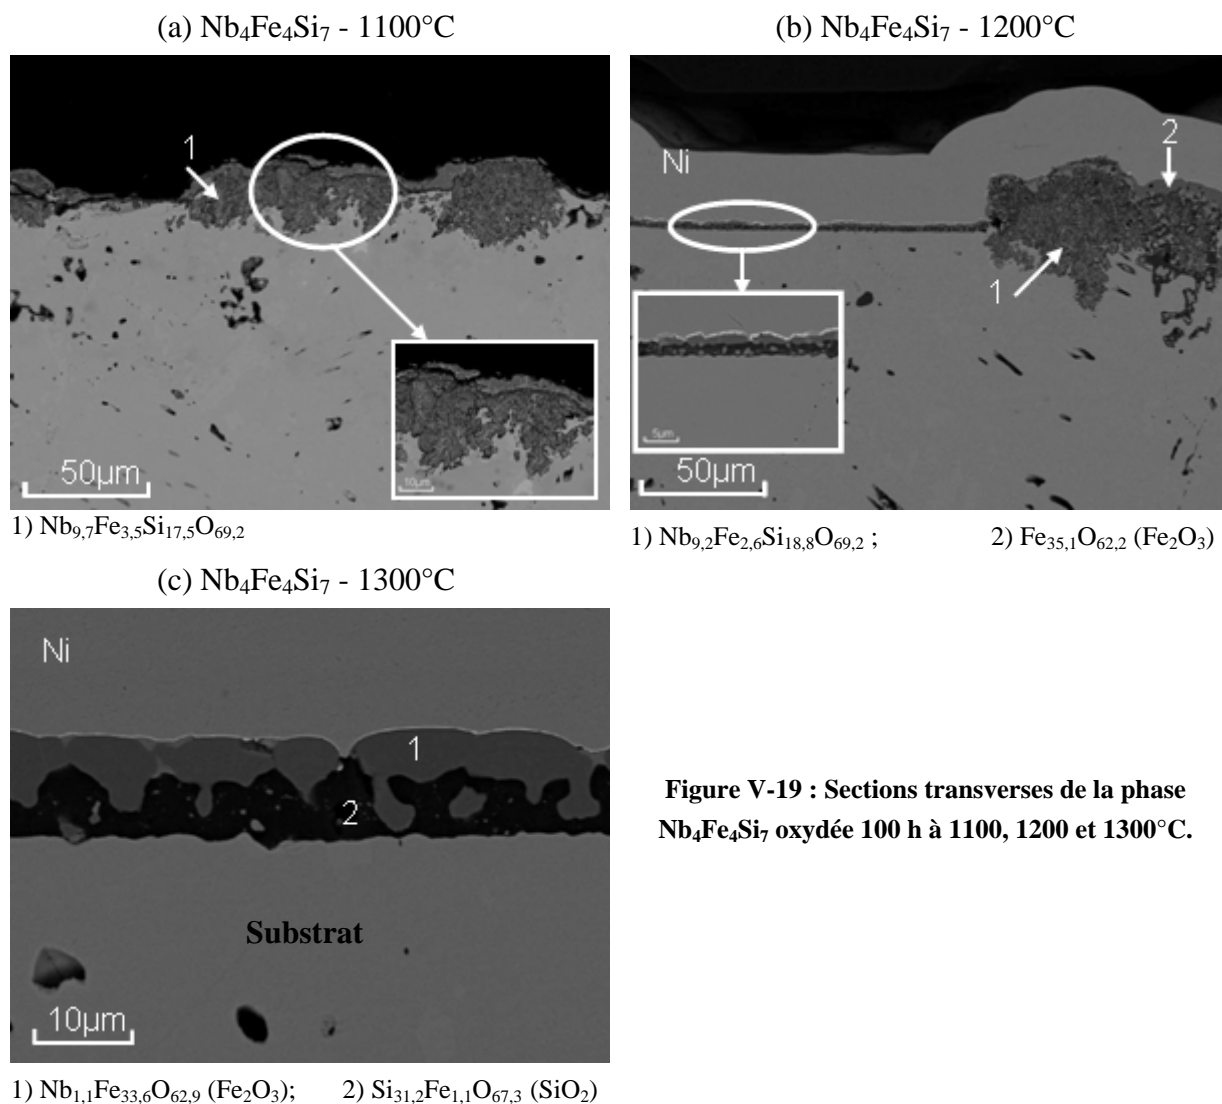 (a) Nb₄Fe₄Si₇ - 1100°C
1
50µm
10µm
1) Nb₉,₇Fe₃,₅Si₁₇,₅O₆₉,₂
(b) Nb₄Fe₄Si₇ - 1200°C
Ni
2
1
5µm
50µm
1) Nb₉,₂Fe₂,₆Si₁₈,₈O₆₉,₂ ; 2) Fe₃₅,₁O₆₂,₂ (Fe₂O₃)
(c) Nb₄Fe₄Si₇ - 1300°C
Ni
1
2
Substrat
10µm
1) Nb₁,₁Fe₃₃,₆O₆₂,₉ (Fe₂O₃); 2) Si₃₁,₂Fe₁,₁O₆₇,₃ (SiO₂)
Figure V-19 : Sections transverses de la phase
Nb₄Fe₄Si₇ oxydée 100 h à 1100, 1200 et 1300°C.